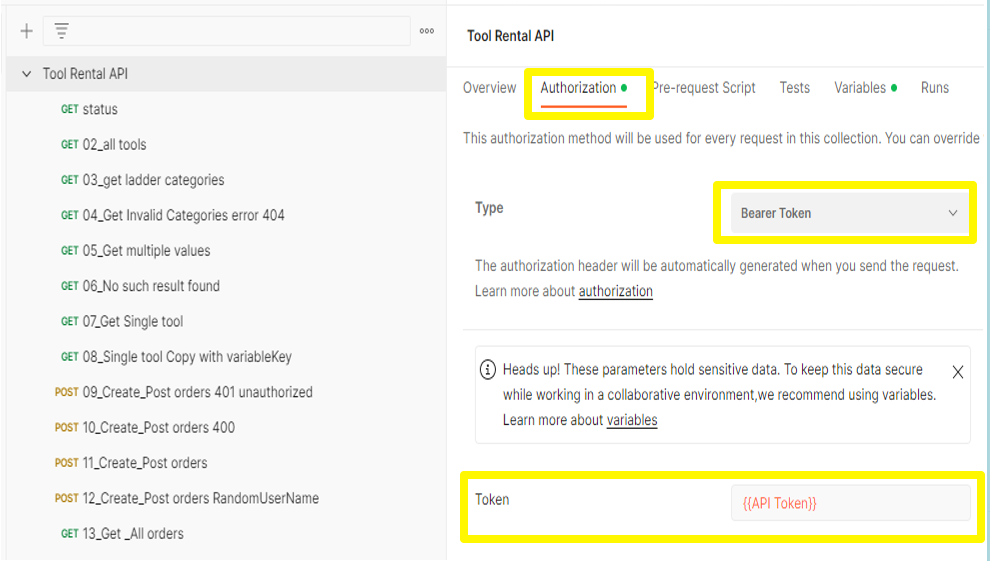 Tool Rental API
GET status
GET 02_all tools
GET 03_get ladder categories
GET 04_Get Invalid Categories error 404
GET 05_Get multiple values
GET 06_No such result found
GET 07_Get Single tool
GET 08_Single tool Copy with variableKey
POST 09_Create_Post orders 401 unauthorized
POST 10_Create_Post orders 400
POST 11_Create_Post orders
POST 12_Create_Post orders RandomUserName
GET 13_Get _All orders
Tool Rental API
Overview Authorization Pre-request Script Tests Variables Runs
This authorization method will be used for every request in this collection. You can override
Type Bearer Token
The authorization header will be automatically generated when you send the request.
Learn more about authorization
Heads up! These parameters hold sensitive data. To keep this data secure
while working in a collaborative environment,we recommend using variables.
Learn more about variables
Token {{API Token}}